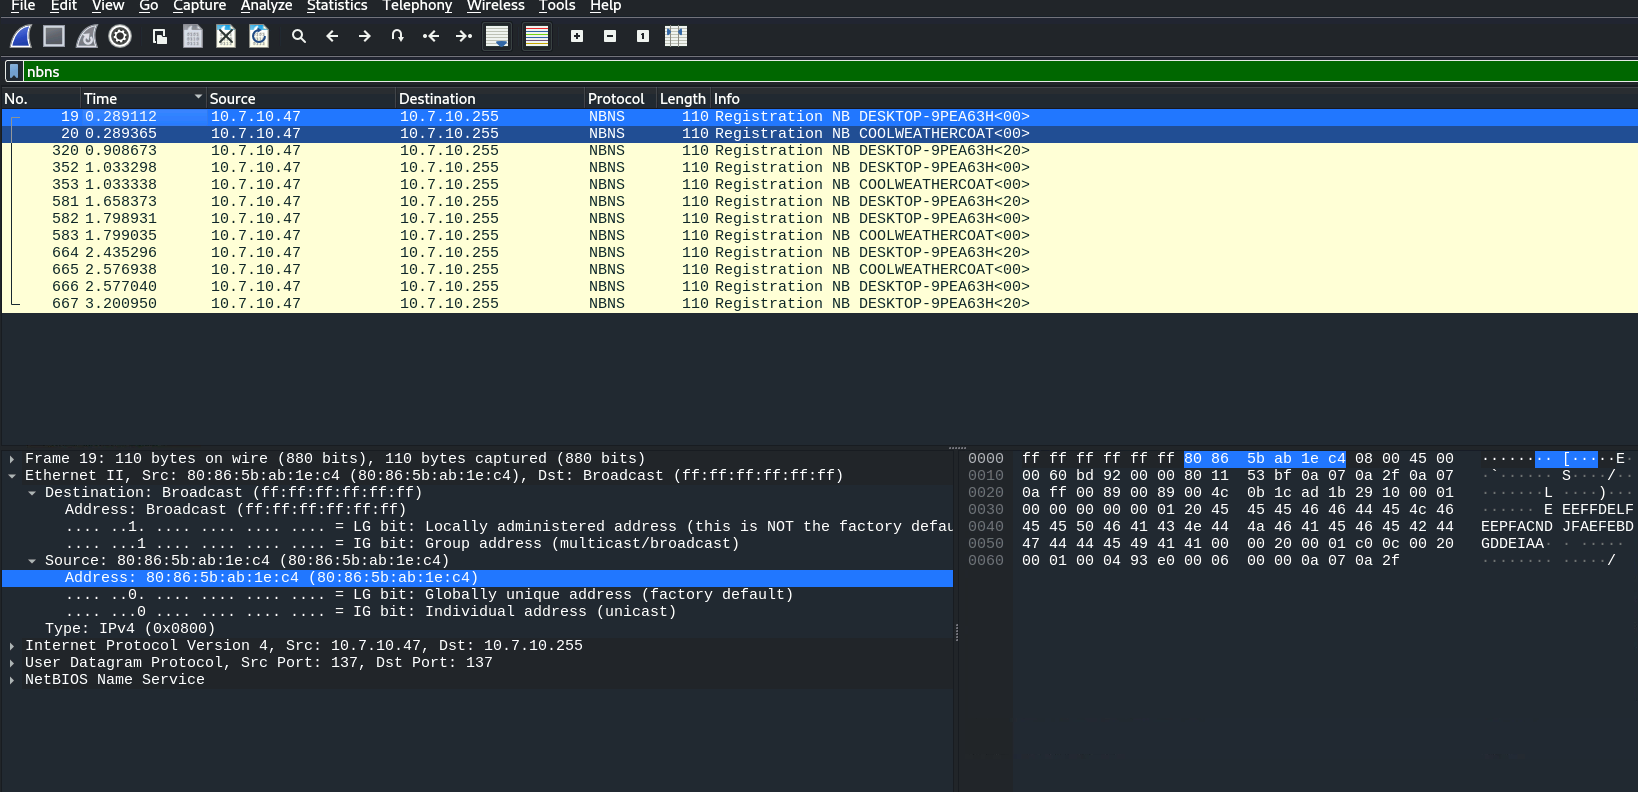 File Edit View Go Capture Analyze Statistics Telephony Wireless Tools Help
nbns
No. Time Source Destination Protocol Length Info
19 0.289112 10.7.10.47 10.7.10.255 NBNS 110 Registration NB DESKTOP-9PEA63H<00>
20 0.289365 10.7.10.47 10.7.10.255 NBNS 110 Registration NB COOLWEATHERCOAT<00>
320 0.908673 10.7.10.47 10.7.10.255 NBNS 110 Registration NB DESKTOP-9PEA63H<20>
352 1.033298 10.7.10.47 10.7.10.255 NBNS 110 Registration NB DESKTOP-9PEA63H<00>
353 1.033338 10.7.10.47 10.7.10.255 NBNS 110 Registration NB COOLWEATHERCOAT<00>
581 1.658373 10.7.10.47 10.7.10.255 NBNS 110 Registration NB DESKTOP-9PEA63H<20>
582 1.798931 10.7.10.47 10.7.10.255 NBNS 110 Registration NB DESKTOP-9PEA63H<00>
583 1.799035 10.7.10.47 10.7.10.255 NBNS 110 Registration NB COOLWEATHERCOAT<00>
664 2.435296 10.7.10.47 10.7.10.255 NBNS 110 Registration NB DESKTOP-9PEA63H<20>
665 2.576938 10.7.10.47 10.7.10.255 NBNS 110 Registration NB COOLWEATHERCOAT<00>
666 2.577040 10.7.10.47 10.7.10.255 NBNS 110 Registration NB DESKTOP-9PEA63H<00>
667 3.200950 10.7.10.47 10.7.10.255 NBNS 110 Registration NB DESKTOP-9PEA63H<20>
Frame 19: 110 bytes on wire (880 bits), 110 bytes captured (880 bits)
Ethernet II, Src: 80:86:5b:ab:1e:c4 (80:86:5b:ab:1e:c4), Dst: Broadcast (ff:ff:ff:ff:ff:ff)
Destination: Broadcast (ff:ff:ff:ff:ff:ff)
Address: Broadcast (ff:ff:ff:ff:ff:ff)
.... ..1. .... .... .... .... = LG bit: Locally administered address (this is NOT the factory defau
.... ...1 .... .... .... .... = IG bit: Group address (multicast/broadcast)
Source: 80:86:5b:ab:1e:c4 (80:86:5b:ab:1e:c4)
Address: 80:86:5b:ab:1e:c4 (80:86:5b:ab:1e:c4)
.... ..0. .... .... .... .... = LG bit: Globally unique address (factory default)
.... ...0 .... .... .... .... = IG bit: Individual address (unicast)
Type: IPv4 (0x0800)
Internet Protocol Version 4, Src: 10.7.10.47, Dst: 10.7.10.255
User Datagram Protocol, Src Port: 137, Dst Port: 137
NetBIOS Name Service
0000 ff ff ff ff ff ff 80 86 5b ab 1e c4 08 00 45 00 ········ [·····E·
0010 00 60 bd 92 00 00 80 11 53 bf 0a 07 0a 2f 0a 07 ·`······ S····/··
0020 0a ff 00 89 00 89 00 4c 0b 1c ad 1b 29 10 00 01 ·······L ····)···
0030 00 00 00 00 00 01 20 45 45 45 46 46 44 45 4c 46 ······ E EEFFDELF
0040 45 45 50 46 41 43 4e 44 4a 46 41 45 46 45 42 44 EEPFACND JFAEFEBD
0050 47 44 44 45 49 41 41 00 00 20 00 01 c0 0c 00 20 GDDEIAA· · ·····
0060 00 01 00 04 93 e0 00 06 00 00 0a 07 0a 2f ········ ·····/